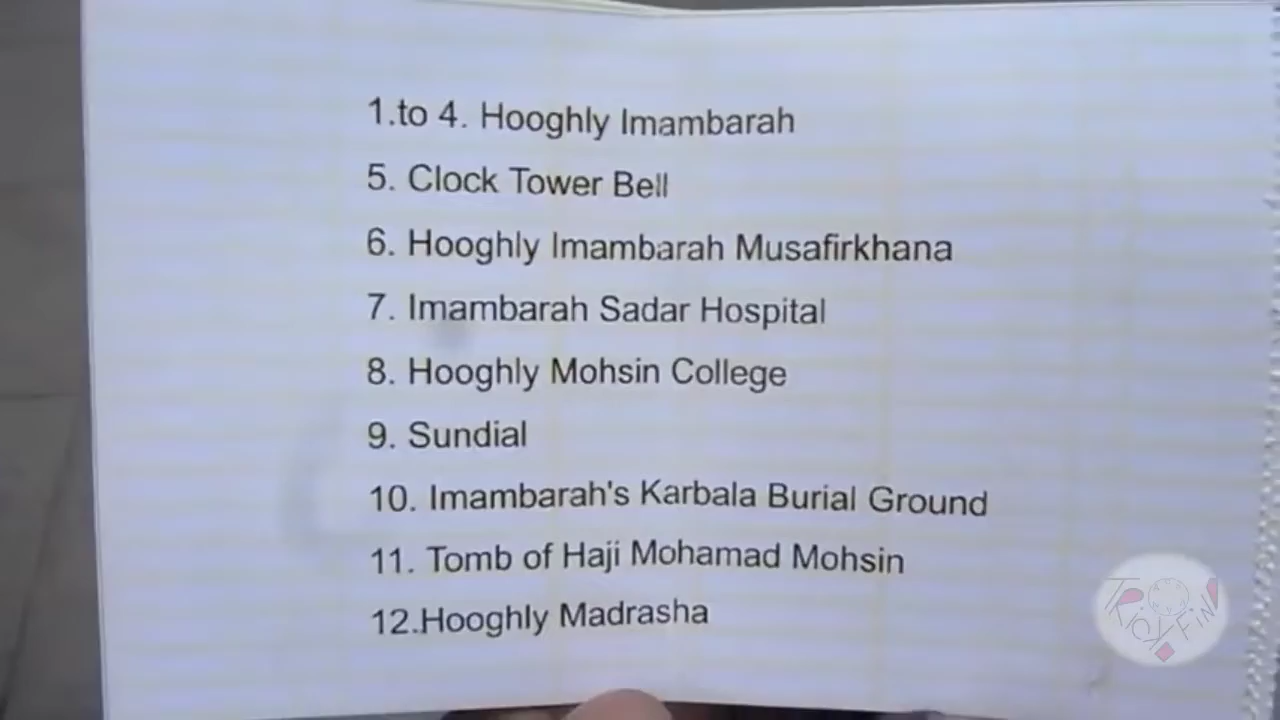 1.to 4. Hooghly Imambarah
5. Clock Tower Bell
6. Hooghly Imambarah Musafirkhana
7. Imambarah Sadar Hospital
8. Hooghly Mohsin College
9. Sundial
10. Imambarah's Karbala Burial Ground
11. Tomb of Haji Mohamad Mohsin
12.Hooghly Madrasha